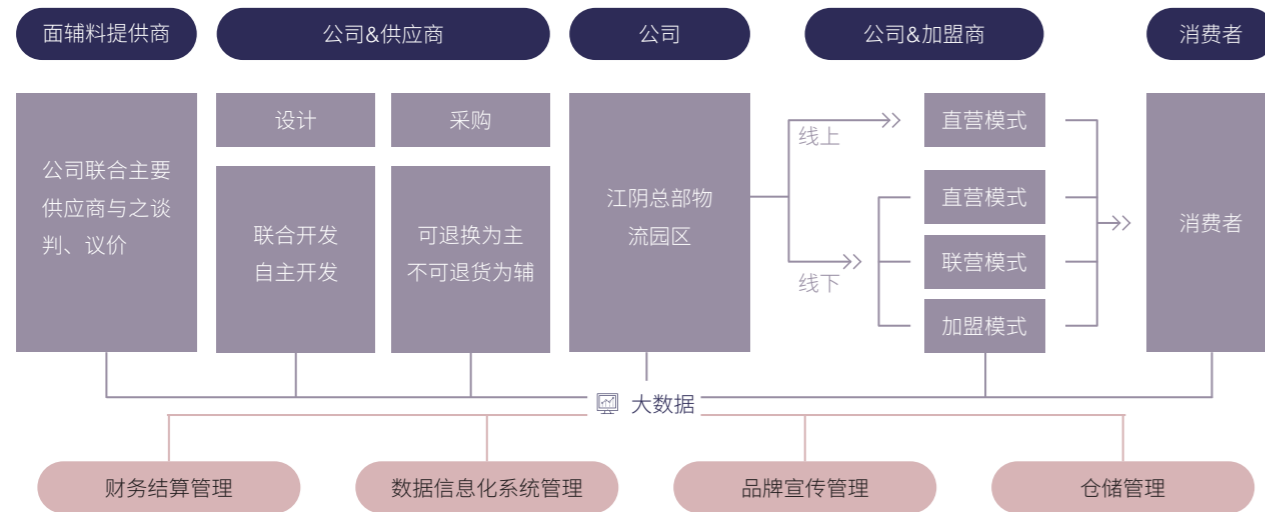 面辅料提供商
公司&供应商
公司
公司&加盟商
消费者
公司联合主要
供应商与之谈
判、议价
设计
采购
联合开发
自主开发
可退换为主
不可退货为辅
江阴总部物
流园区
线上
线下
直营模式
直营模式
联营模式
加盟模式
消费者
大数据
财务结算管理
数据信息化系统管理
品牌宣传管理
仓储管理